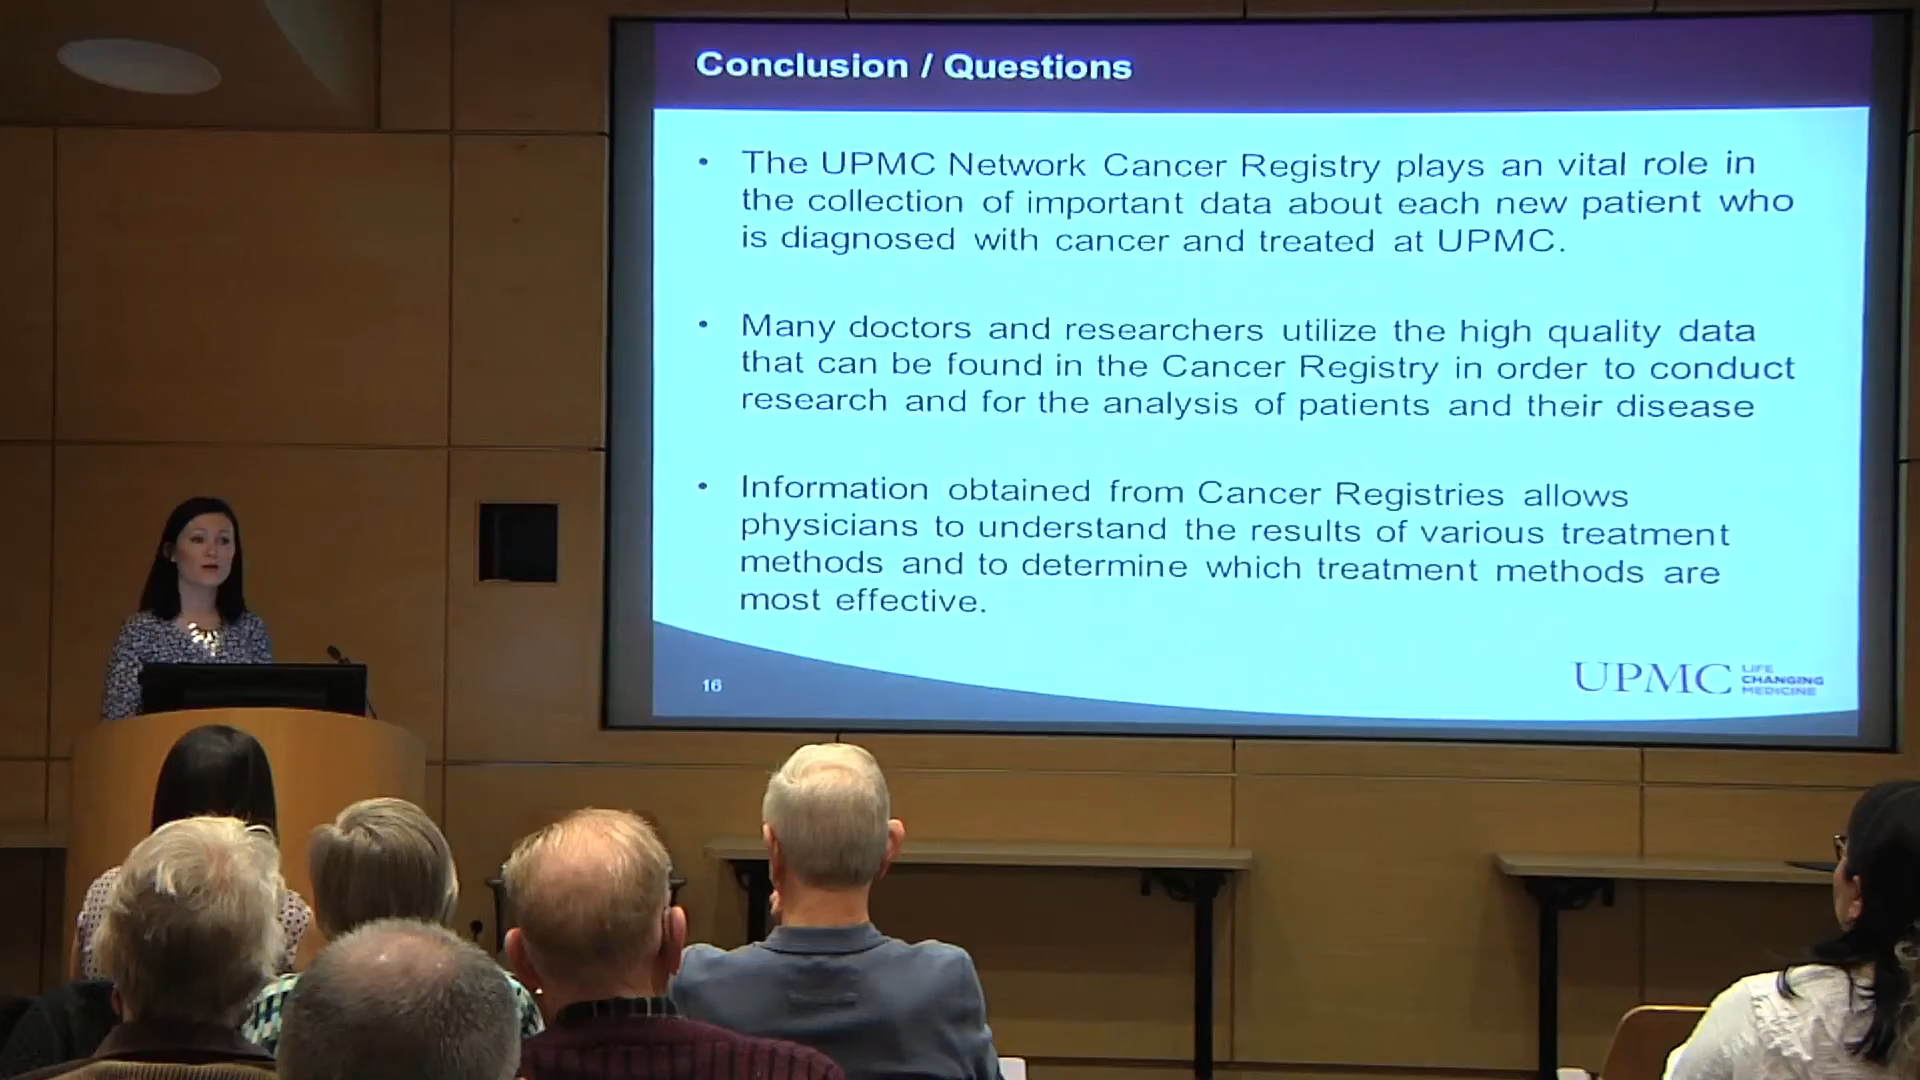 Conclusion / Questions
• The UPMC Network Cancer Registry plays an vital role in
the collection of important data about each new patient who
is diagnosed with cancer and treated at UPMC.
• Many doctors and researchers utilize the high quality data
that can be found in the Cancer Registry in order to conduct
research and for the analysis of patients and their disease
• Information obtained from Cancer Registries allows
physicians to understand the results of various treatment
methods and to determine which treatment methods are
most effective.
16
UPMC LIFE
CHANGING
MEDICINE